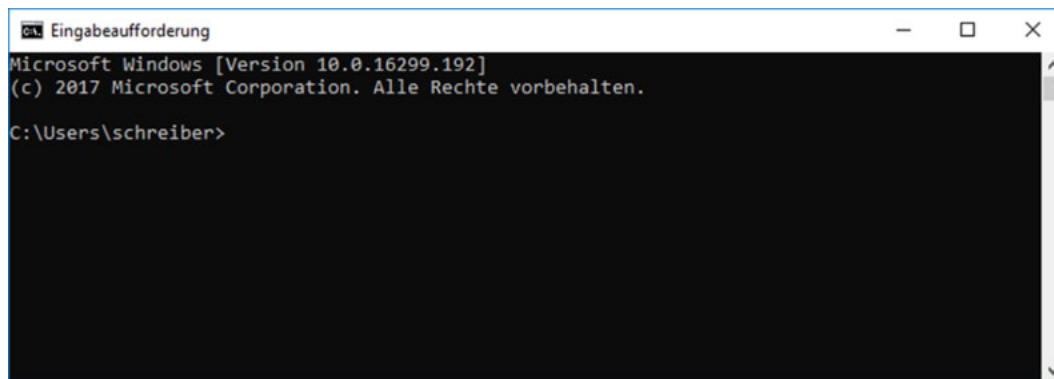 Eingabeaufforderung
Microsoft Windows [Version 10.0.16299.192]
(c) 2017 Microsoft Corporation. Alle Rechte vorbehalten.
C:\Users\schreiber>